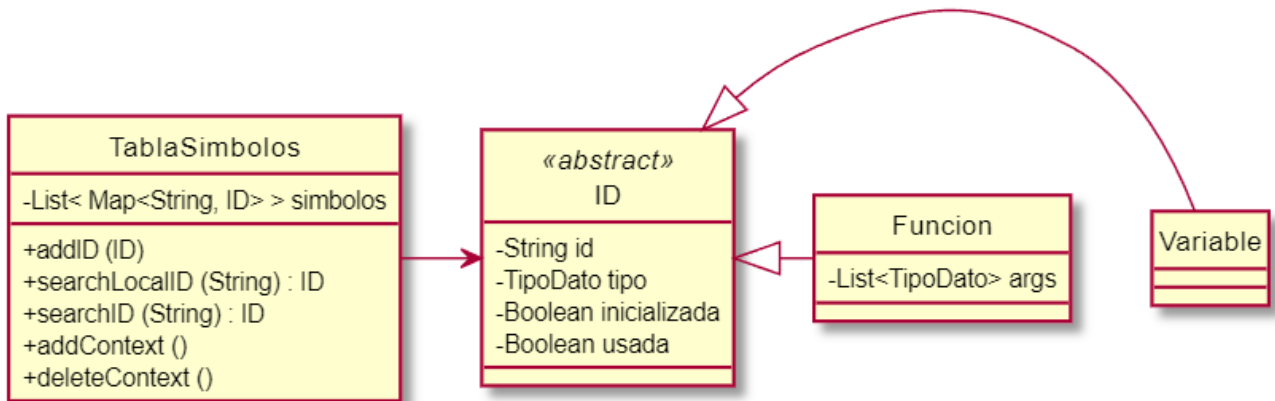 TablaSimbolos
-List< Map<String, ID> > simbolos
+addID (ID)
+searchLocalID (String) : ID
+searchID (String) : ID
+addContext ()
+deleteContext ()
«abstract»
ID
-String id
-TipoDato tipo
-Boolean inicializada
-Boolean usada
Funcion
-List<TipoDato> args
Variable